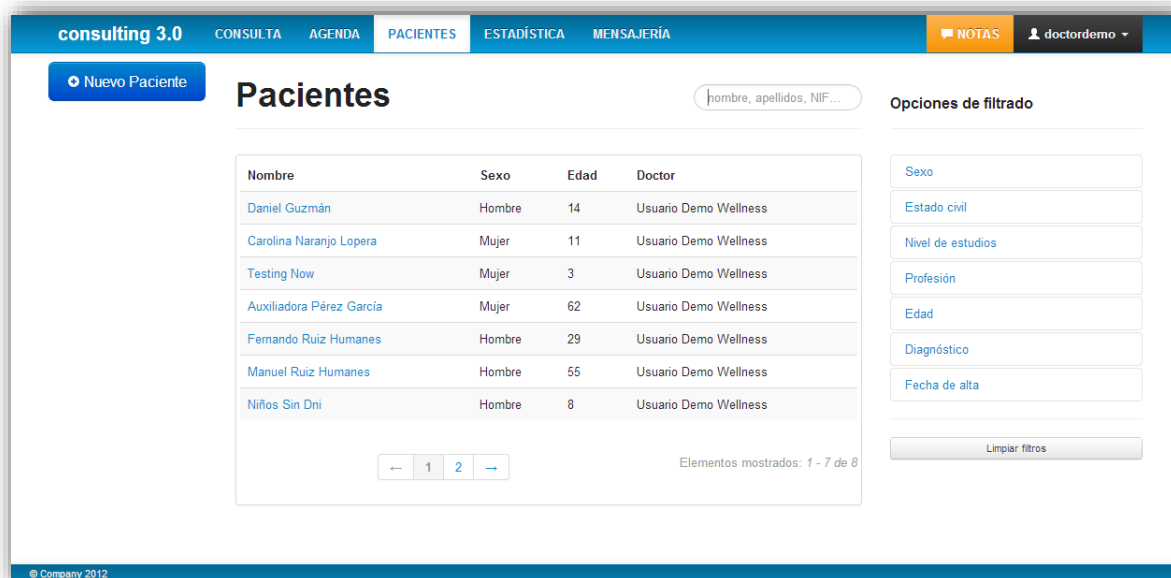 consulting 3.0 CONSULTA AGENDA PACIENTES ESTADÍSTICA MENSAJERÍA NOTAS doctordemo
Nuevo Paciente
Pacientes
nombre, apellidos, NIF...
Opciones de filtrado
Nombre Sexo Edad Doctor
Daniel Guzmán Hombre 14 Usuario Demo Wellness
Carolina Naranjo Lopera Mujer 11 Usuario Demo Wellness
Testing Now Mujer 3 Usuario Demo Wellness
Auxiliadora Pérez García Mujer 62 Usuario Demo Wellness
Fernando Ruiz Humanes Hombre 29 Usuario Demo Wellness
Manuel Ruiz Humanes Hombre 55 Usuario Demo Wellness
Niños Sin Dni Hombre 8 Usuario Demo Wellness
← 1 2 →
Elementos mostrados: 1 - 7 de 8
Sexo
Estado civil
Nivel de estudios
Profesión
Edad
Diagnóstico
Fecha de alta
Limpiar filtros
© Company 2012